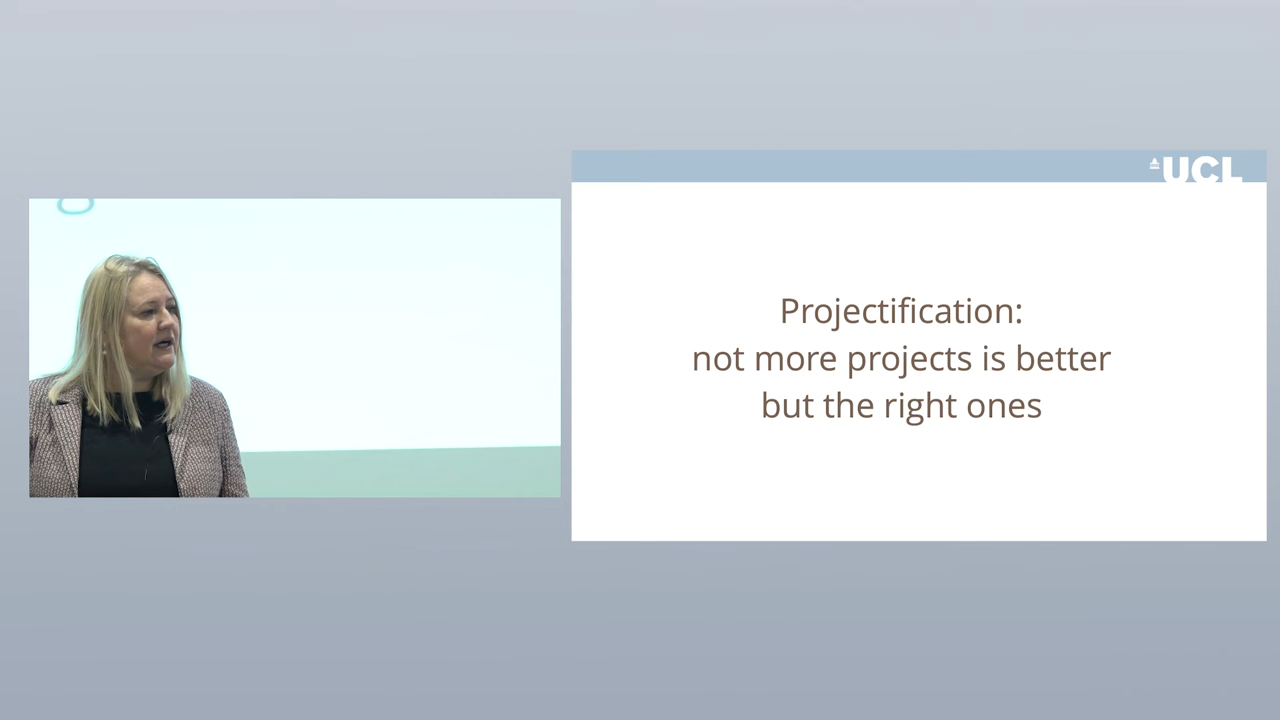 UCL
Projectification:
not more projects is better
but the right ones